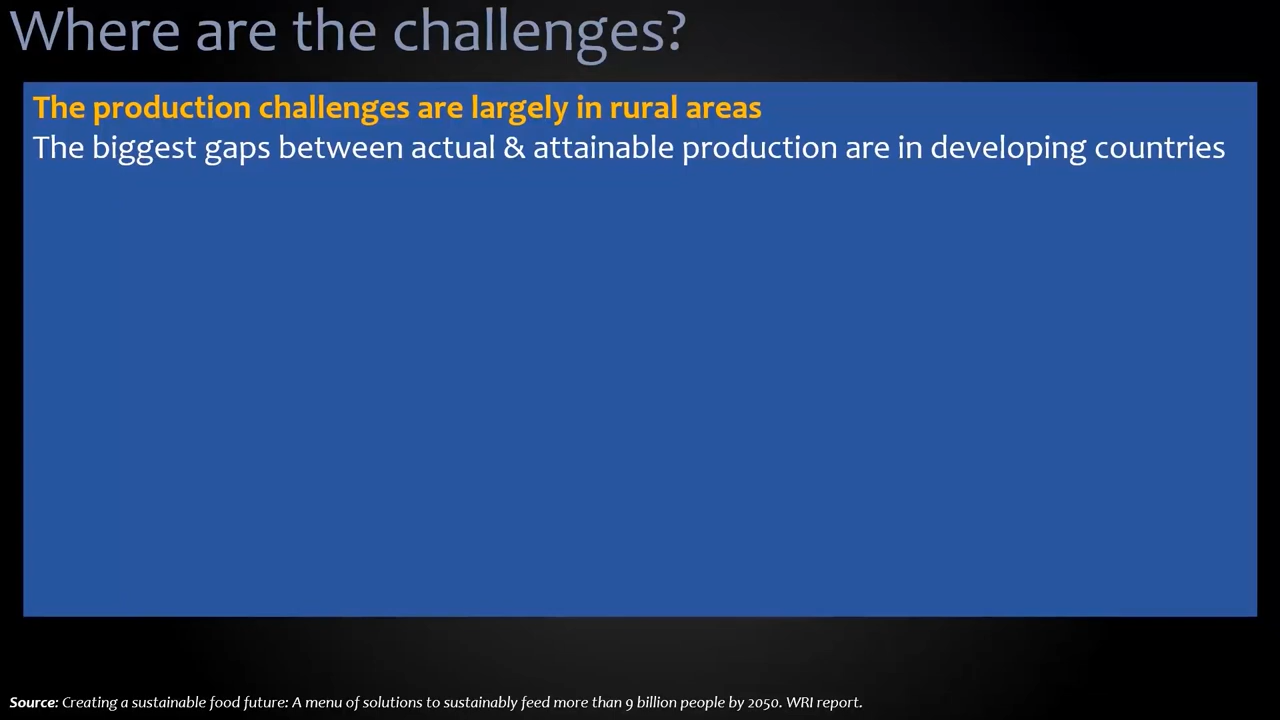 Where are the challenges?
The production challenges are largely in rural areas
The biggest gaps between actual & attainable production are in developing countries
Source: Creating a sustainable food future: A menu of solutions to sustainably feed more than 9 billion people by 2050. WRI report.